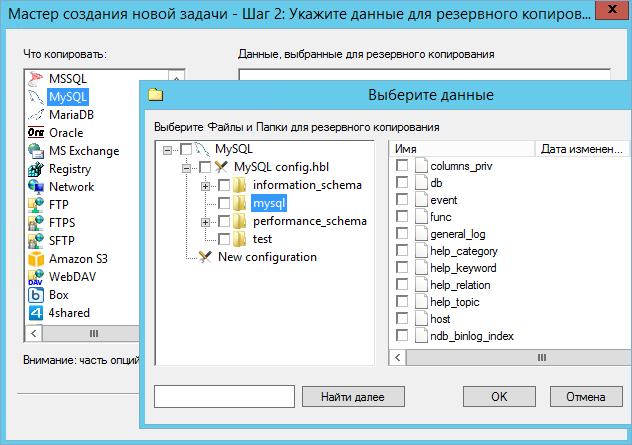 Мастер создания новой задачи - Шаг 2: Укажите данные для резервного копиров...
Что копировать:
Данные, выбранные для резервного копирования
MSSQL
MySQL
MariaDB
Oracle
MS Exchange
Registry
Network
FTP
FTPS
SFTP
Amazon S3
WebDAV
Box
4shared
Внимание: часть опций
Выберите данные
Выберите Файлы и Папки для резервного копирования
MySQL
MySQL config.hbl
information_schema
mysql
performance_schema
test
New configuration
Имя Дата изменен...
columns_priv
db
event
func
general_log
help_category
help_keyword
help_relation
help_topic
host
ndb_binlog_index
Найти далее
OK
Отмена